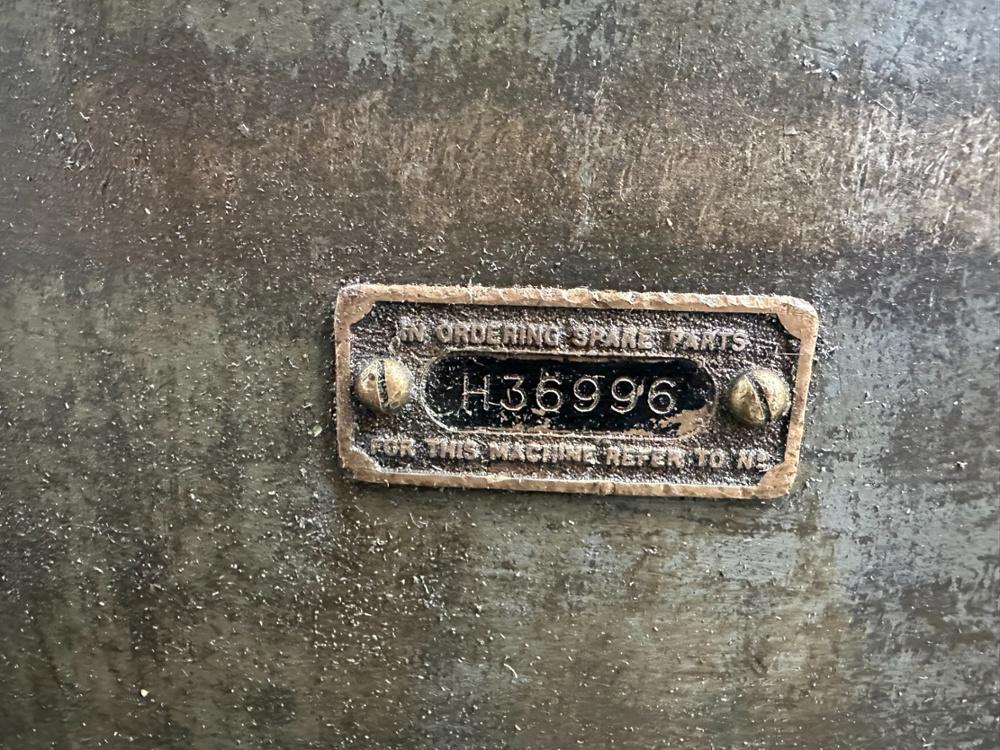 IN ORDERING SPARE PARTS
H36996
FOR THIS MACHINE REFER TO Nº